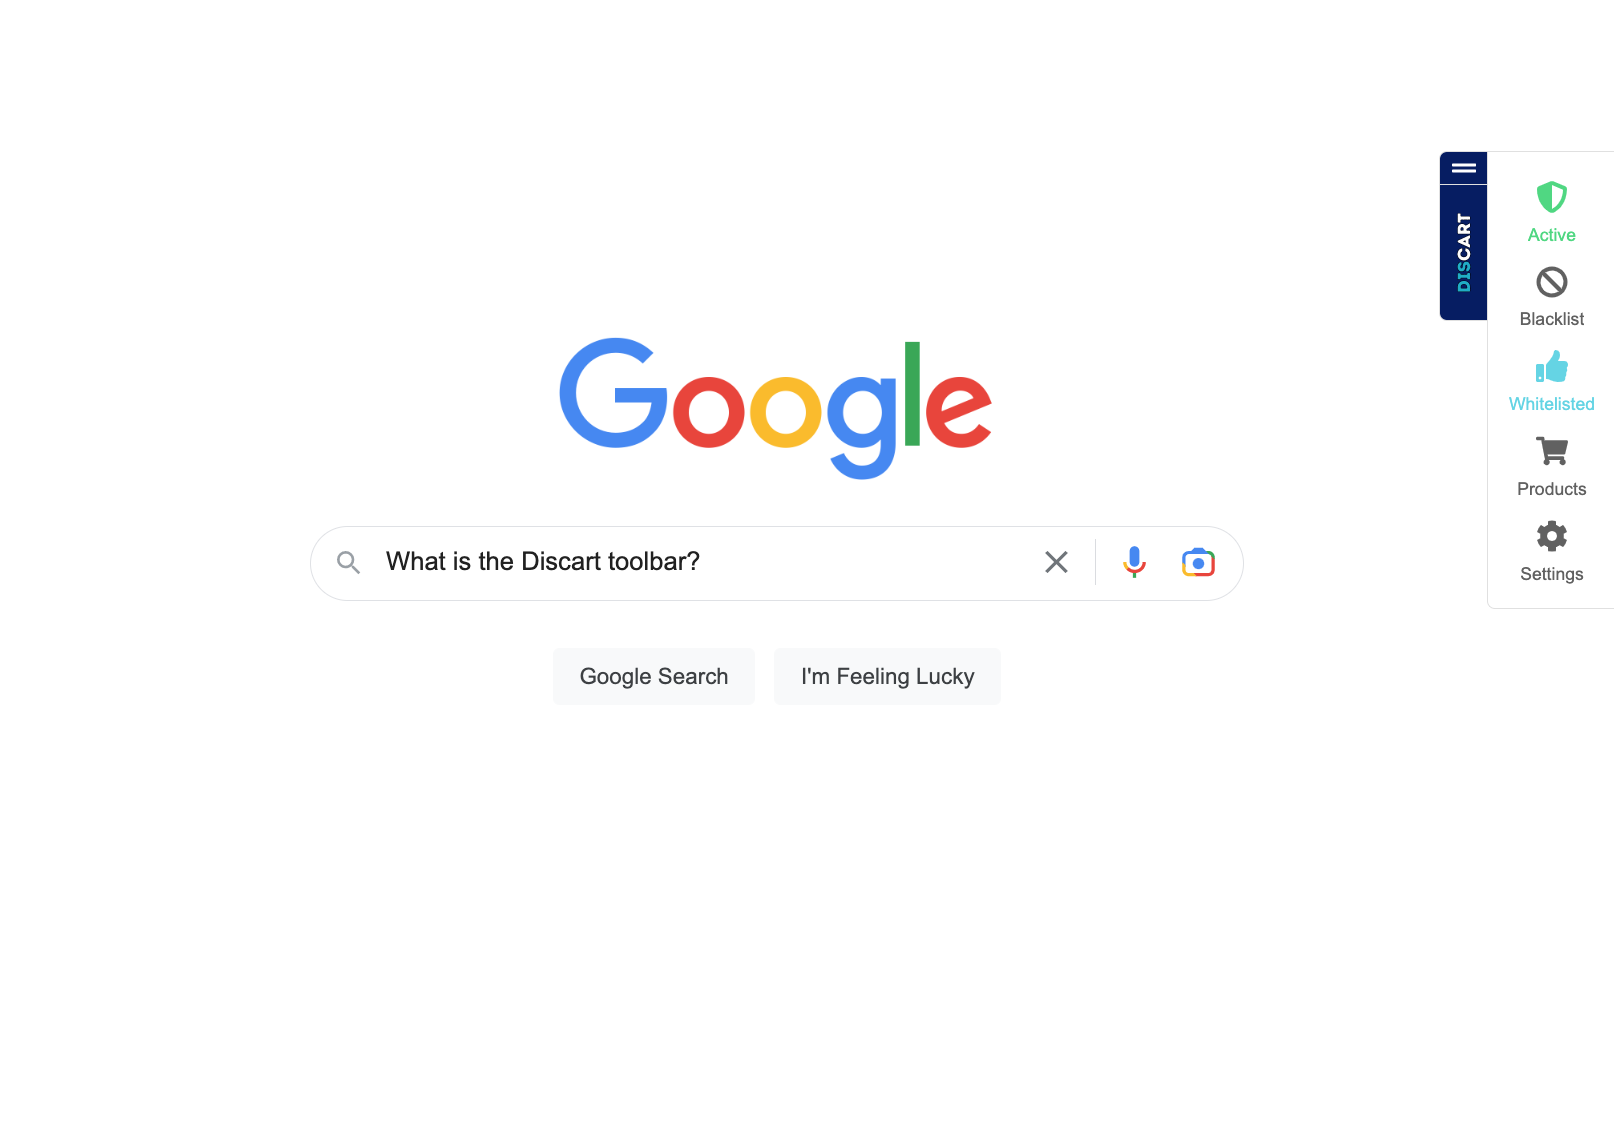 DISCART
Active
Blacklist
Whitelisted
Products
Settings
Google
What is the Discart toolbar?
Google Search
I'm Feeling Lucky